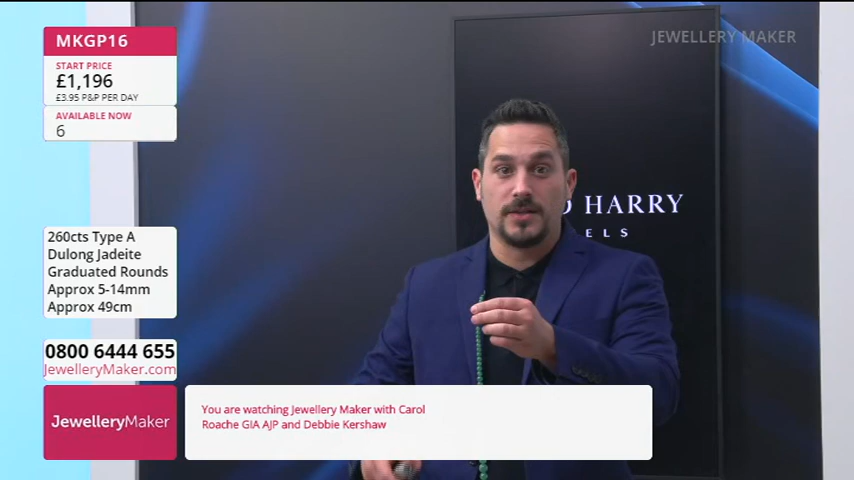 MKGP16
START PRICE
£1,196
£3.95 P&P PER DAY
AVAILABLE NOW
6
JEWELLERY MAKER
HARRY
ELS
260cts Type A
Dulong Jadeite
Graduated Rounds
Approx 5-14mm
Approx 49cm
0800 6444 655
JewelleryMaker.com
JewelleryMaker
You are watching Jewellery Maker with Carol
Roache GIA AJP and Debbie Kershaw